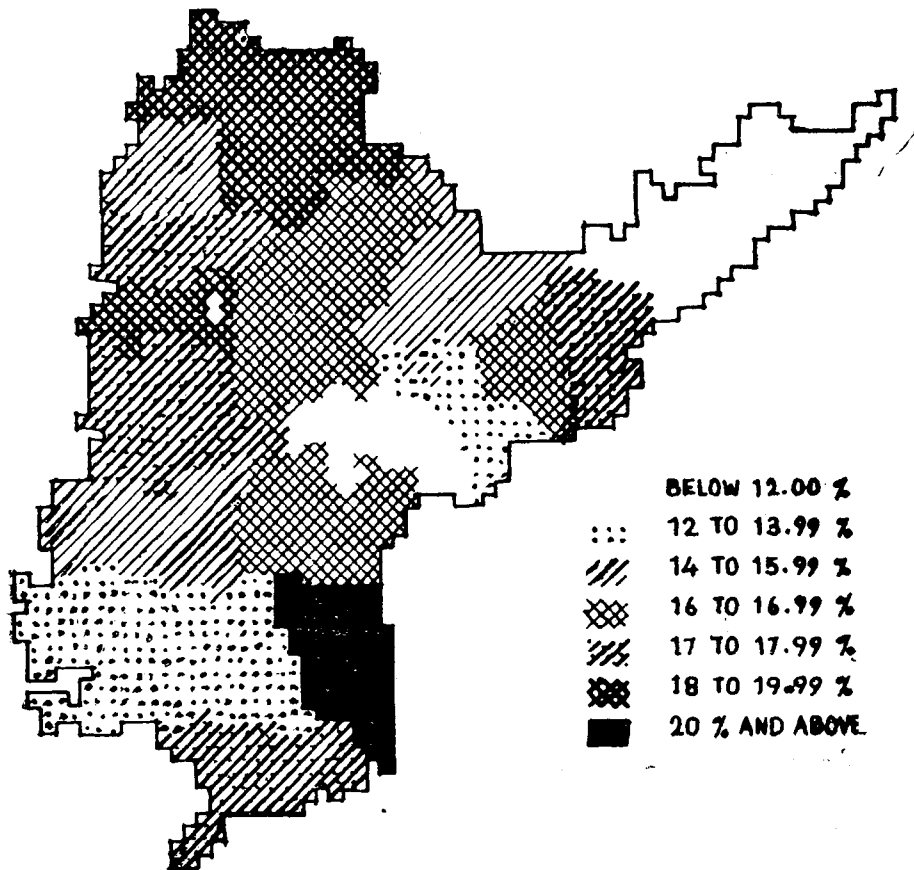 BELOW 12.00 %
12 TO 13.99 %
14 TO 15.99 %
16 TO 16.99 %
17 TO 17.99 %
18 TO 19.99 %
20 % AND ABOVE